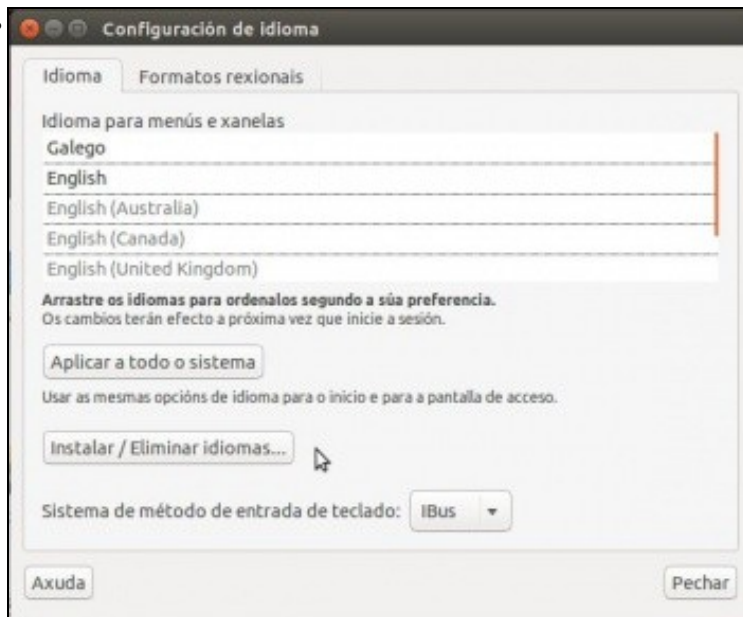 Configuración de idioma
Idioma
Formatos rexionais
Idioma para menús e xanelas
Galego
English
English (Australia)
English (Canada)
English (United Kingdom)
Arrastre os idiomas para ordenalos segundo a súa preferencia.
Os cambios terán efecto a próxima vez que inicie a sesión.
Aplicar a todo o sistema
Usar as mesmas opcións de idioma para o inicio e para a pantalla de acceso.
Instalar / Eliminar idiomas...
Sistema de método de entrada de teclado: IBus
Axuda
Pechar